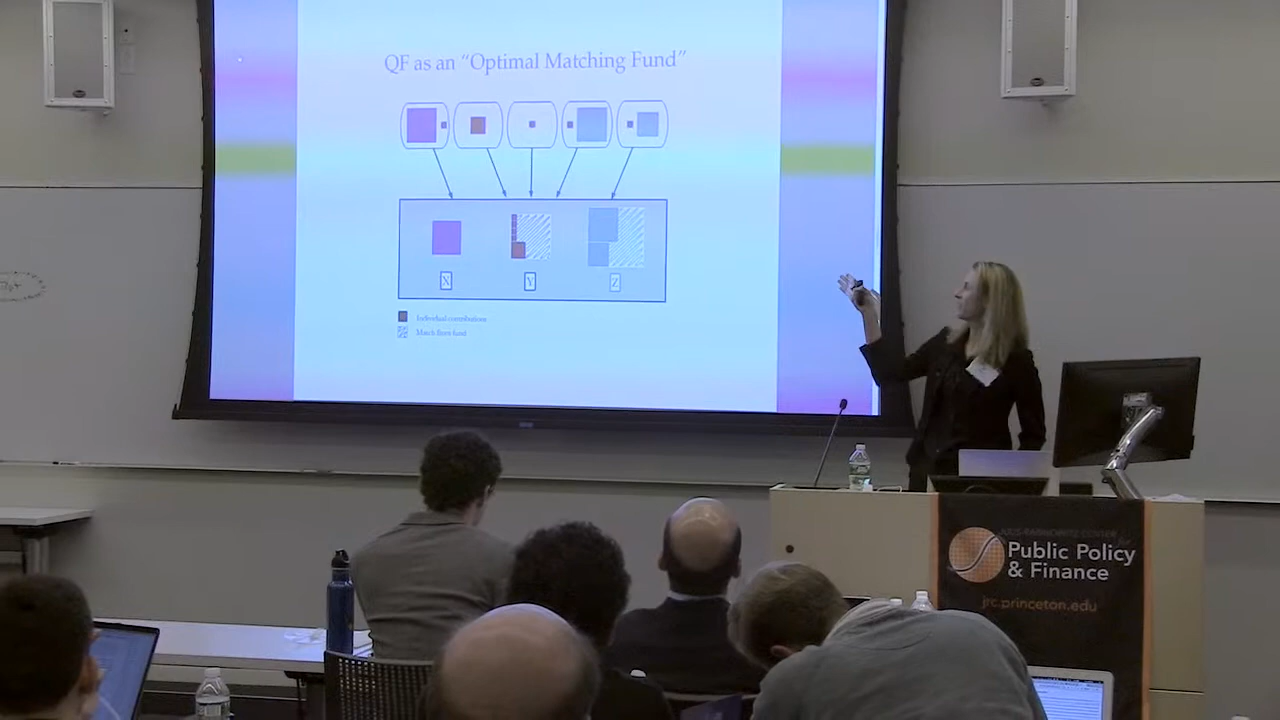 QF as an “Optimal Matching Fund”
X
Y
Z
Individual contributions
Match from fund
Public Policy
& Finance
jrc.princeton.edu